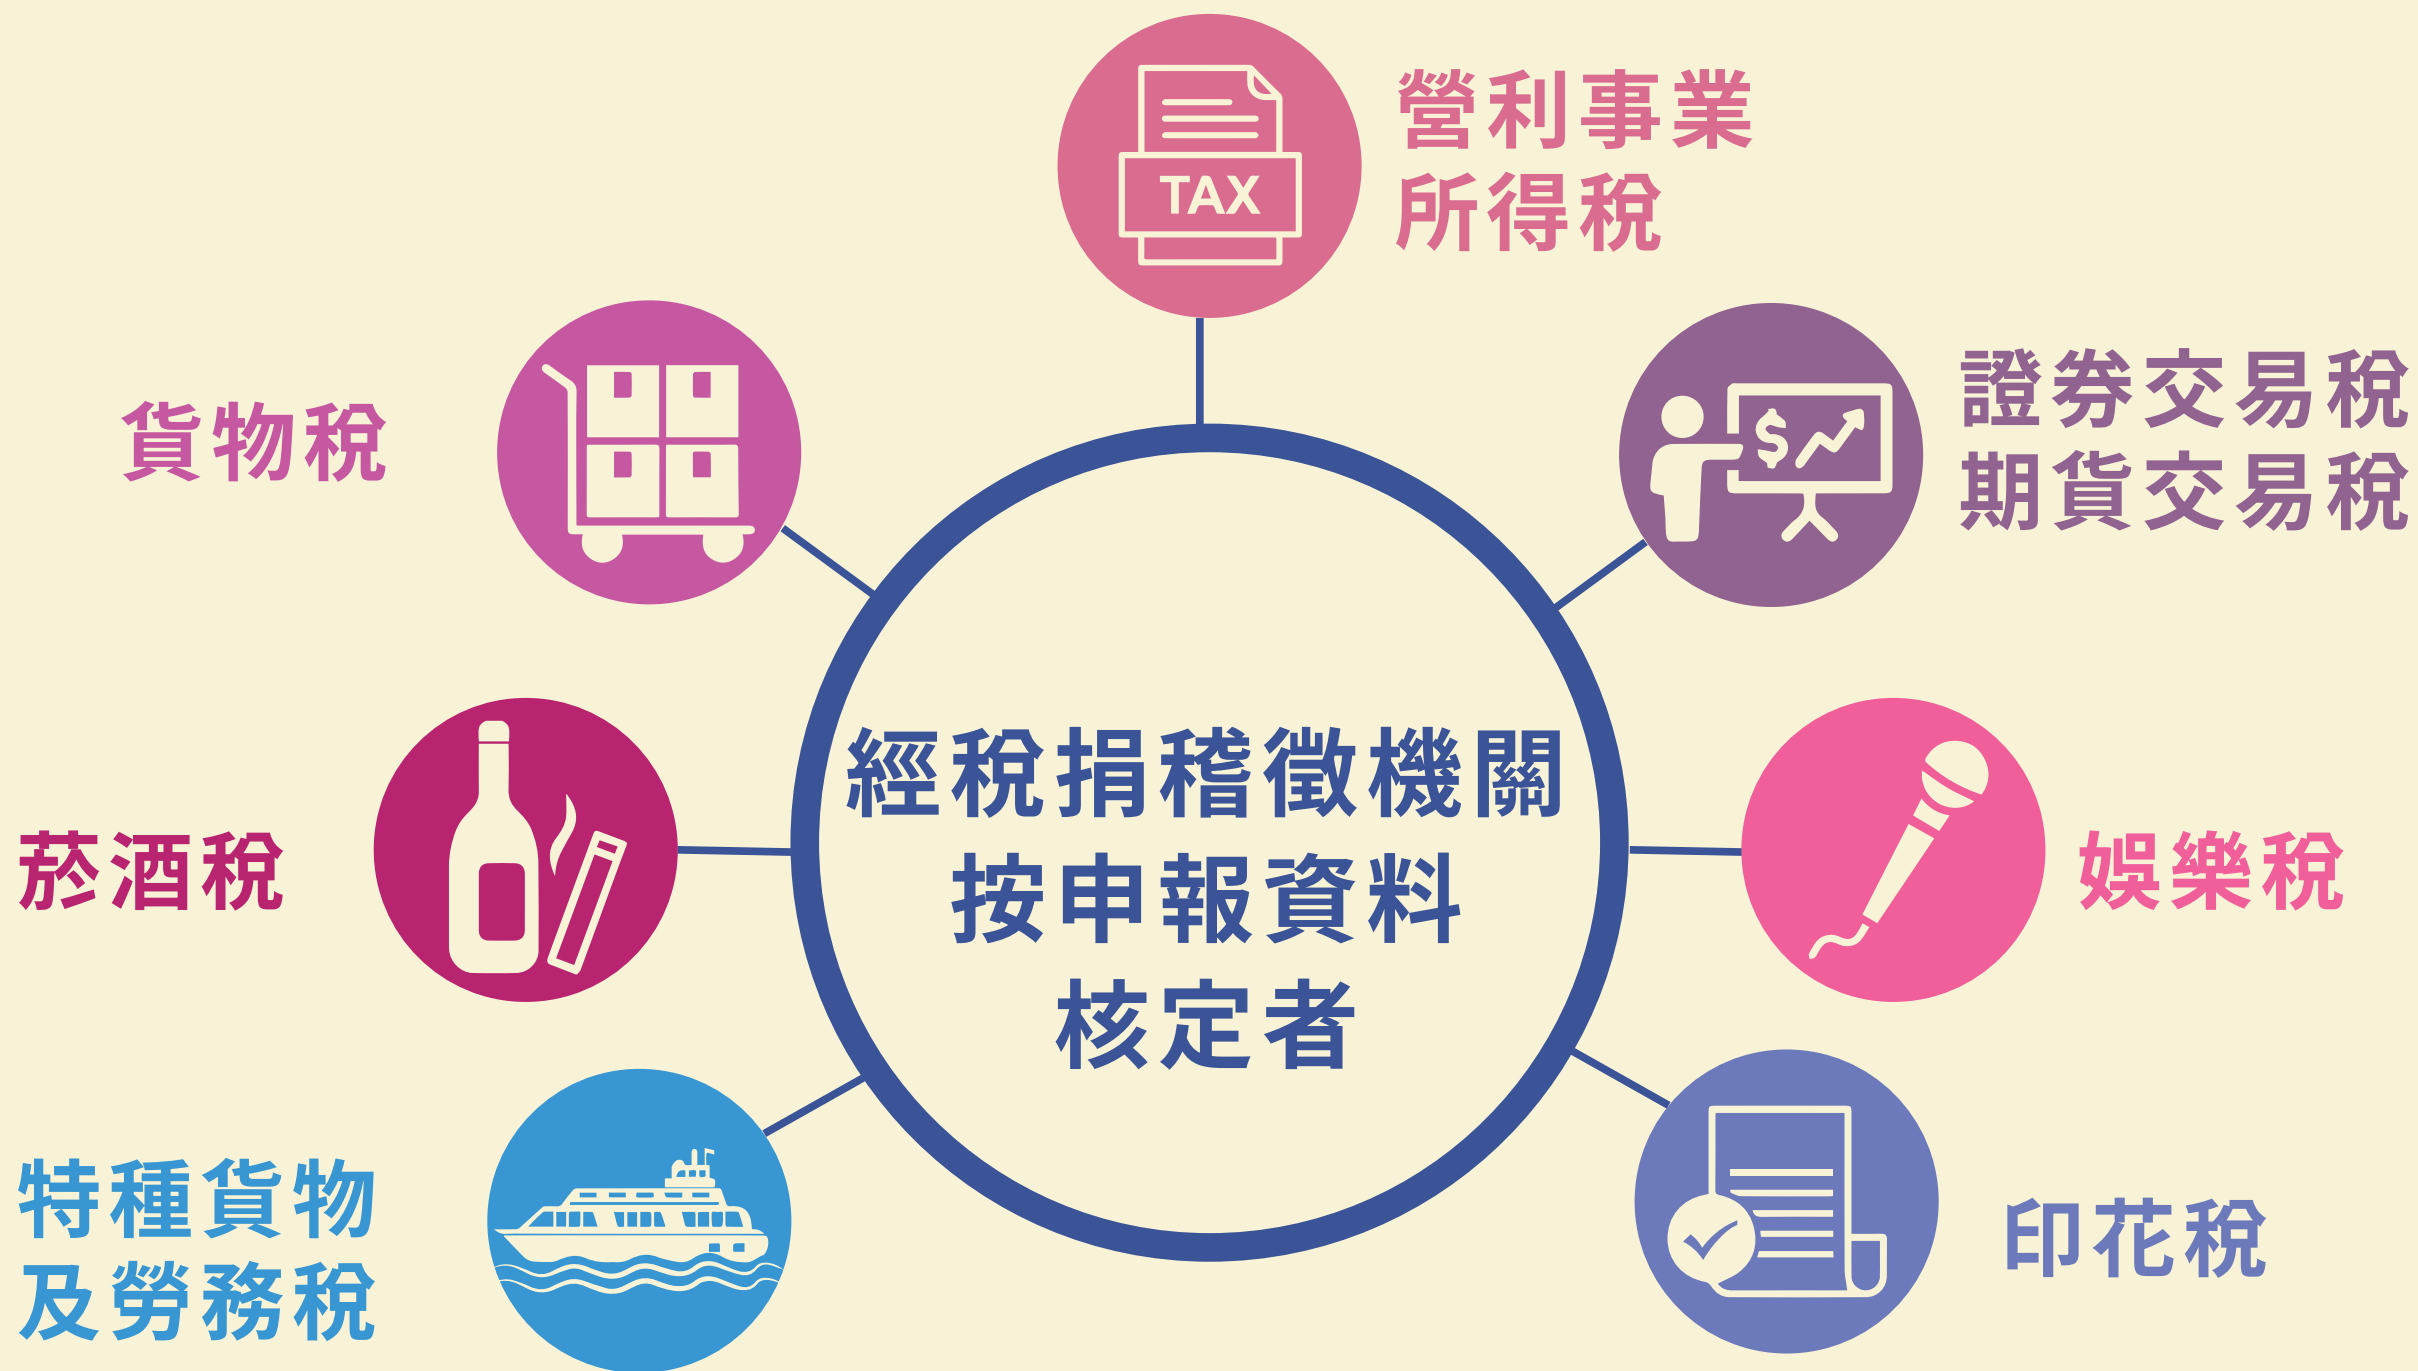 TAX
營利事業
所得稅
證券交易稅
期貨交易稅
貨物稅
經稅捐稽徵機關
按申報資料
核定者
菸酒稅
娛樂稅
特種貨物
及勞務稅
印花稅